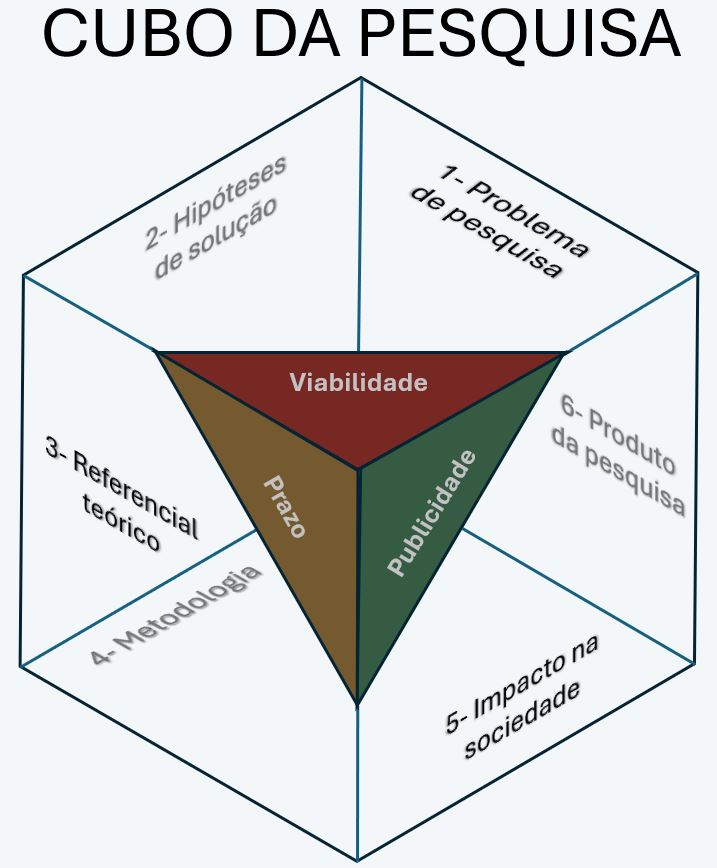 CUBO DA PESQUISA
1- Problema
de pesquisa
2- Hipóteses
de solução
3- Referencial
teórico
4- Metodologia
5- Impacto na
sociedade
6- Produto
da pesquisa
Viabilidade
Prazo
Publicidade